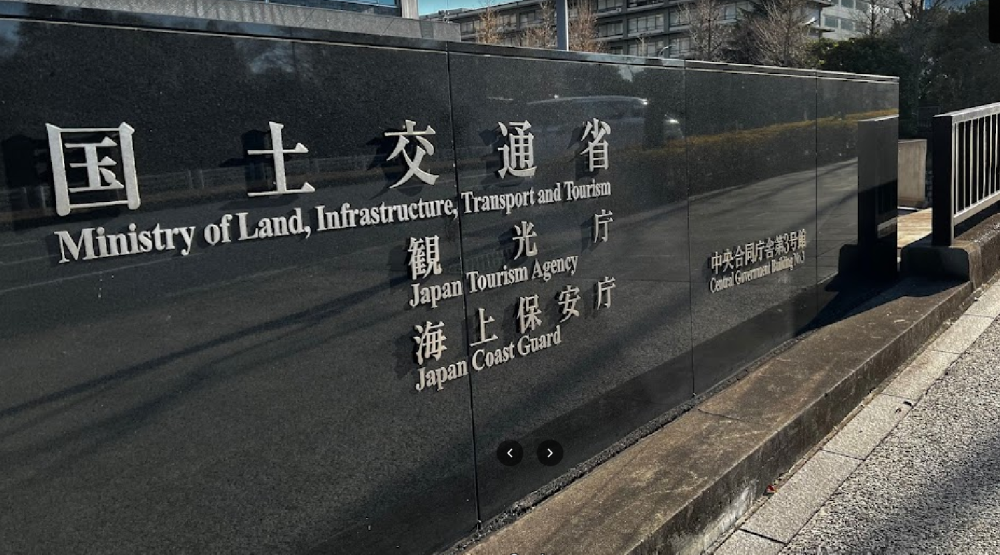 国土交通省
Ministry of Land, Infrastructure, Transport and Tourism
観光庁
Japan Tourism Agency
海上保安庁
Japan Coast Guard
中央合同庁舎第3号館
Central Government Building No.3